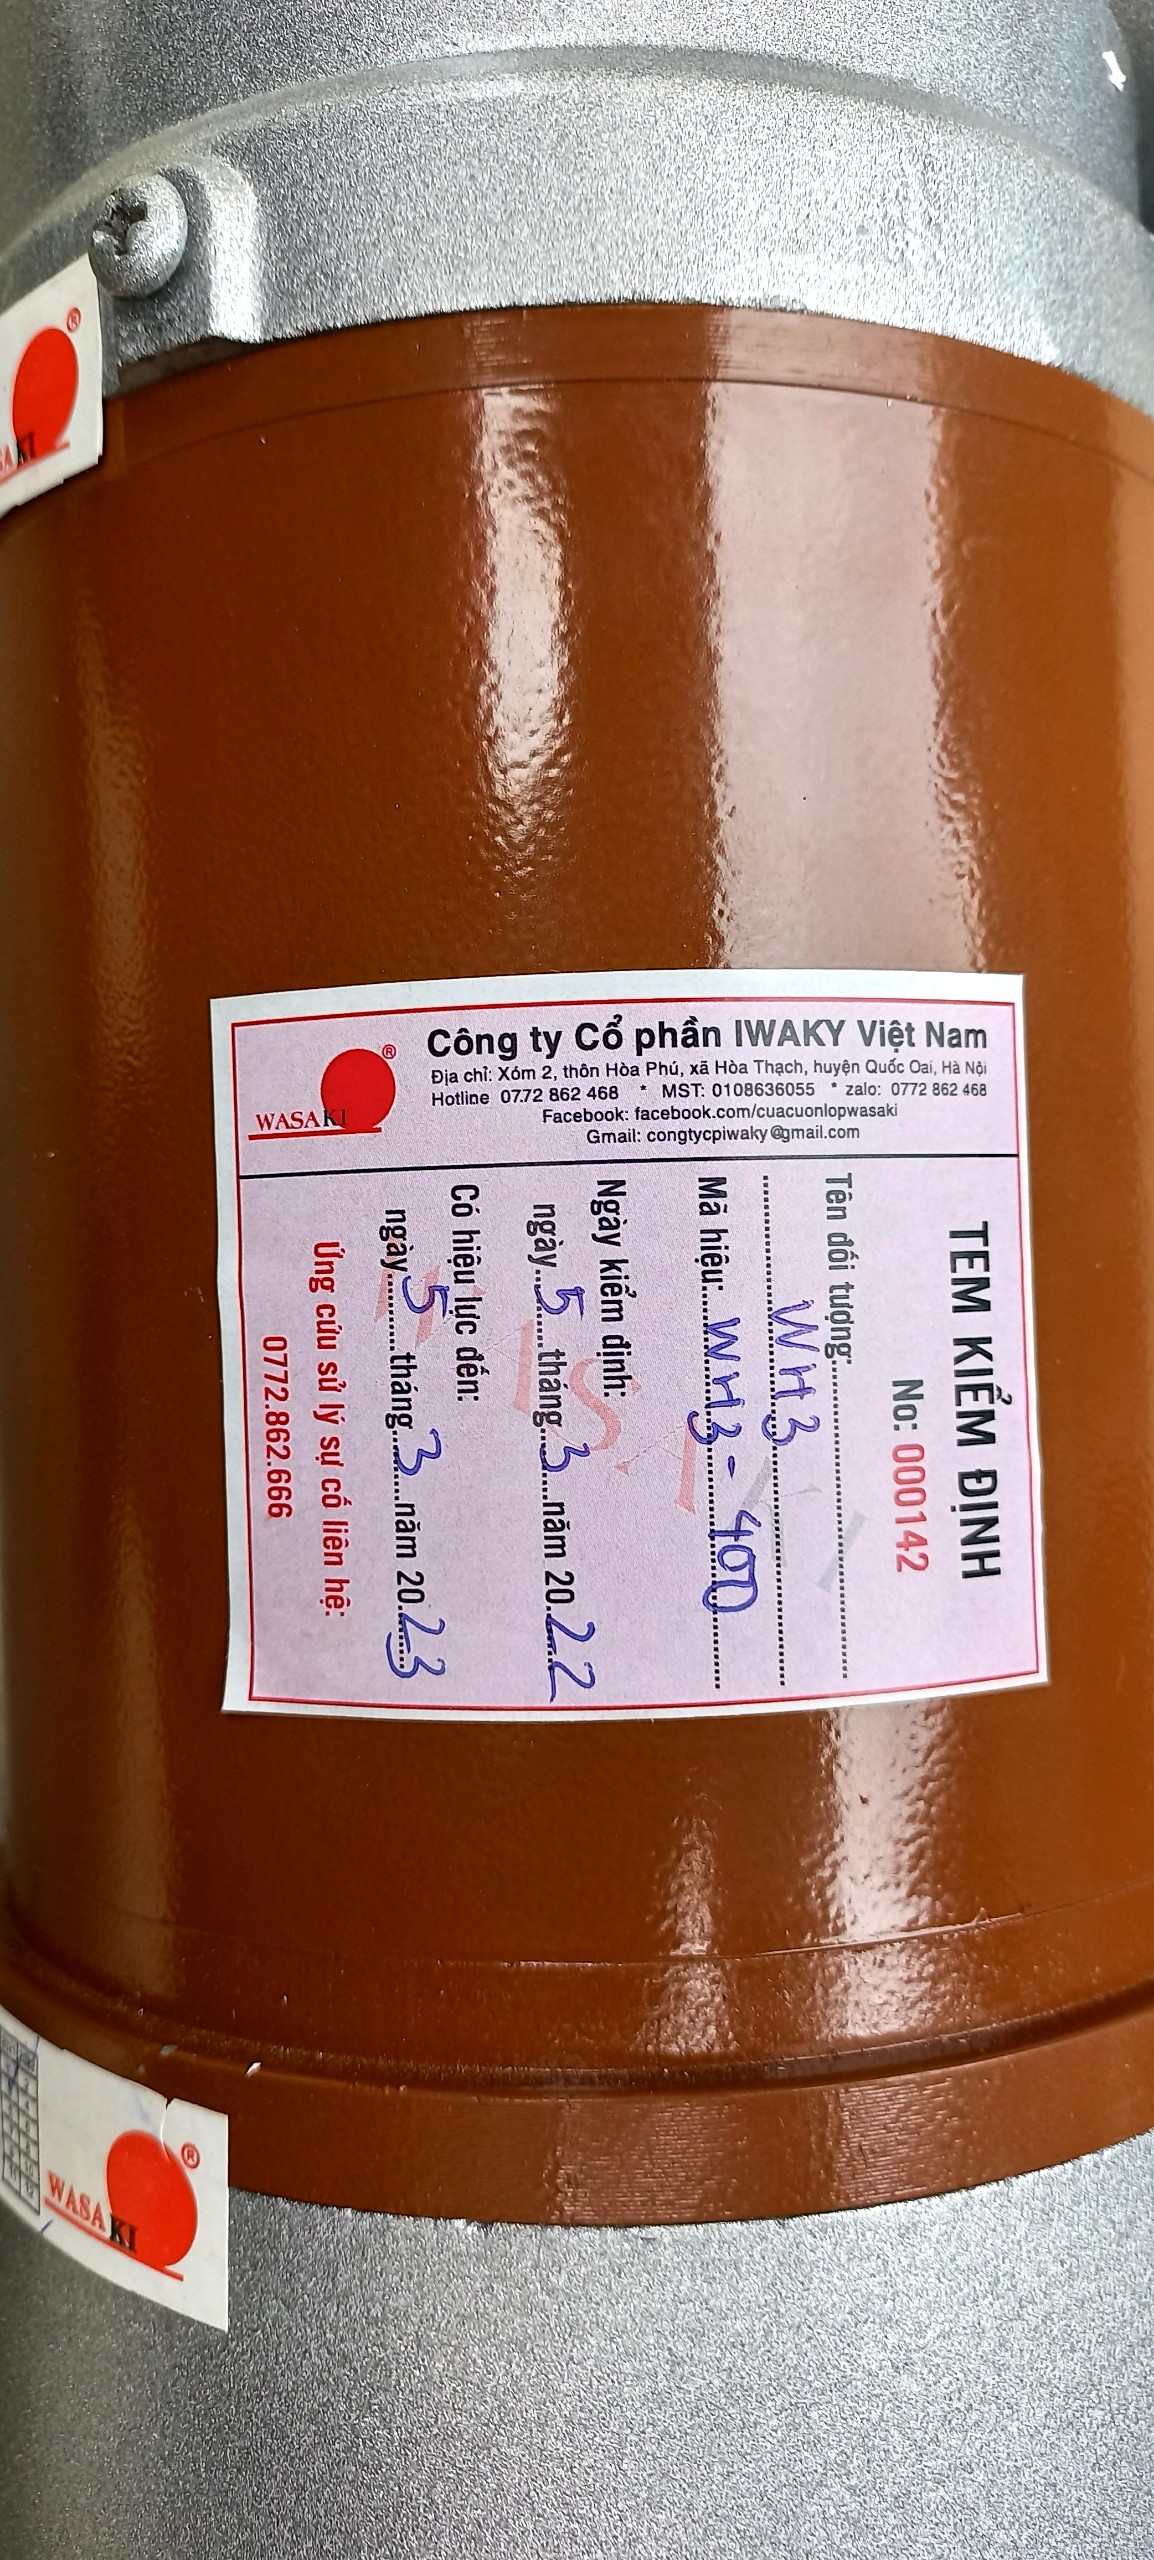 Công ty Cổ phần IWAKY Việt Nam
Địa chỉ: Xóm 2, thôn Hòa Phú, xã Hòa Thạch, huyện Quốc Oai, Hà Nội
Hotline 0772 862 468 * MST: 0108636055 * zalo: 0772 862 468
Facebook: facebook.com/cuacuonlopwasaki
Gmail: congtycpiwaky@gmail.com
®
WASAKI
TEM KIỂM ĐỊNH
No: 000142
Tên đối tượng:
WH3
Mã hiệu: WH3-400
Ngày kiểm định:
ngày 5 tháng 3 năm 2022
Có hiệu lực đến:
ngày 5 tháng 3 năm 2023
Ứng cứu sử lý sự cố liên hệ:
0772.862.666
WASAKI
®
SAKI
®
WASAKI